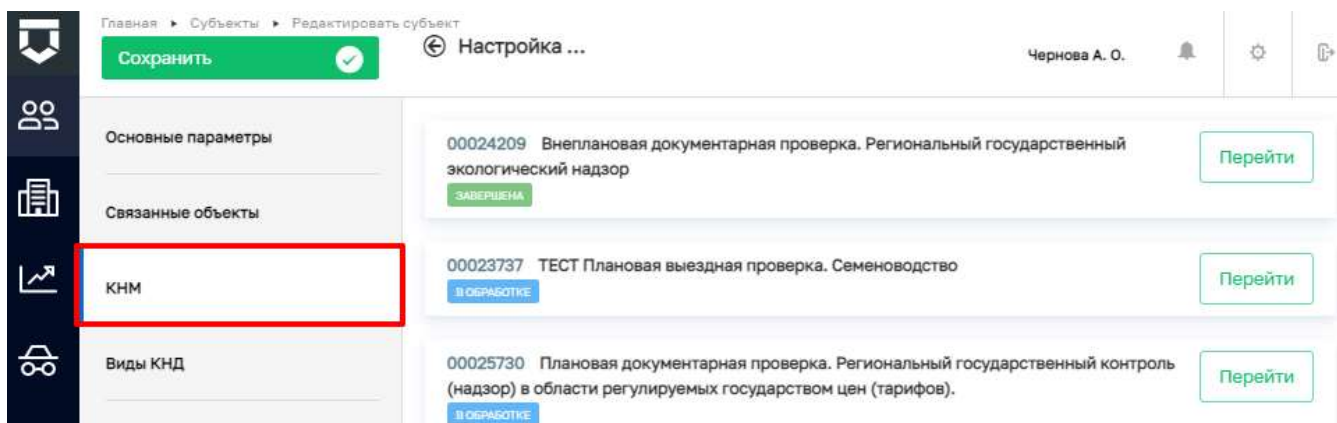 Главная ▸ Субъекты ▸ Редактировать субъект
Сохранить
Настройка ...
Чернова А. О.
Основные параметры
Связанные объекты
КНМ
Виды КНД
00024209 Внеплановая документарная проверка. Региональный государственный
экологический надзор
ЗАВЕРШЕНА
Перейти
00023737 ТЕСТ Плановая выездная проверка. Семеноводство
В ОБРАБОТКЕ
Перейти
00025730 Плановая документарная проверка. Региональный государственный контроль
(надзор) в области регулируемых государством цен (тарифов).
В ОБРАБОТКЕ
Перейти